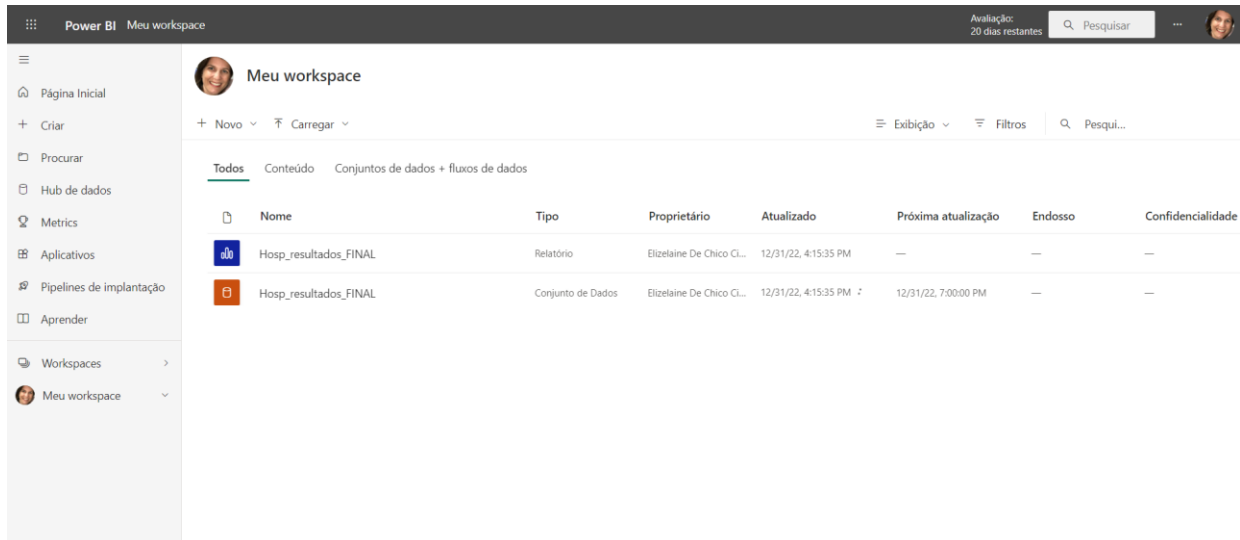 Power BI Meu workspace
Avaliação:
20 dias restantes
Pesquisar
Página Inicial
Criar
Procurar
Hub de dados
Metrics
Aplicativos
Pipelines de implantação
Aprender
Workspaces
Meu workspace
Meu workspace
Novo Carregar Exibição Filtros Pesqui...
Todos Conteúdo Conjuntos de dados + fluxos de dados
Nome Tipo Proprietário Atualizado Próxima atualização Endosso Confidencialidade
Hosp_resultados_FINAL Relatório Elizelaine De Chico Ci... 12/31/22, 4:15:35 PM — — —
Hosp_resultados_FINAL Conjunto de Dados Elizelaine De Chico Ci... 12/31/22, 4:15:35 PM 12/31/22, 7:00:00 PM — —